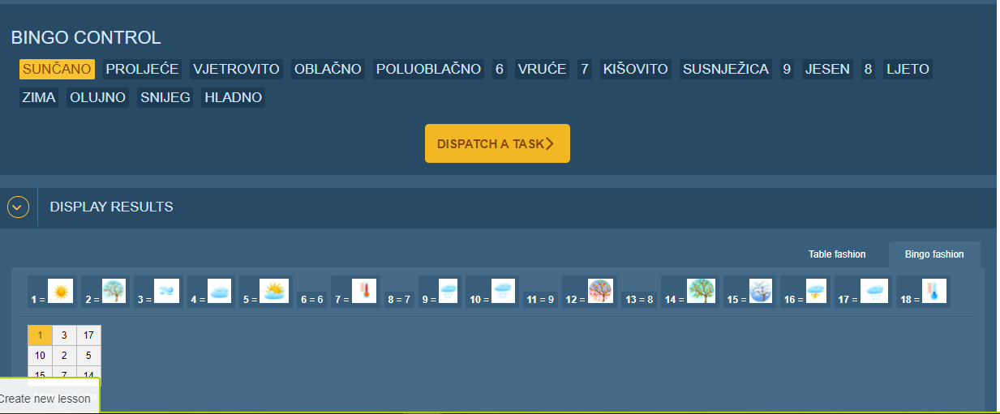 BINGO CONTROL
SUNČANO PROLJEĆE VJETROVITO OBLAČNO POLUOBLAČNO 6 VRUĆE 7 KIŠOVITO SUSNJEŽICA 9 JESEN 8 LJETO
ZIMA OLUJNO SNIJEG HLADNO
DISPATCH A TASK
DISPLAY RESULTS
Table fashion Bingo fashion
1 = 2 = 3 = 4 = 5 = 6 = 6 7 = 8 = 7 9 = 10 = 11 = 9 12 = 13 = 8 14 = 15 = 16 = 17 = 18 =
1 3 17
10 2 5
15 7 14
Create new lesson